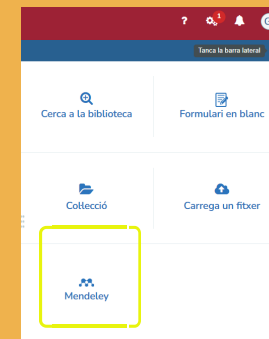 ?
1
Tanca la barra lateral
Cerca a la biblioteca
Formulari en blanc
Col·lecció
Carrega un fitxer
Mendeley